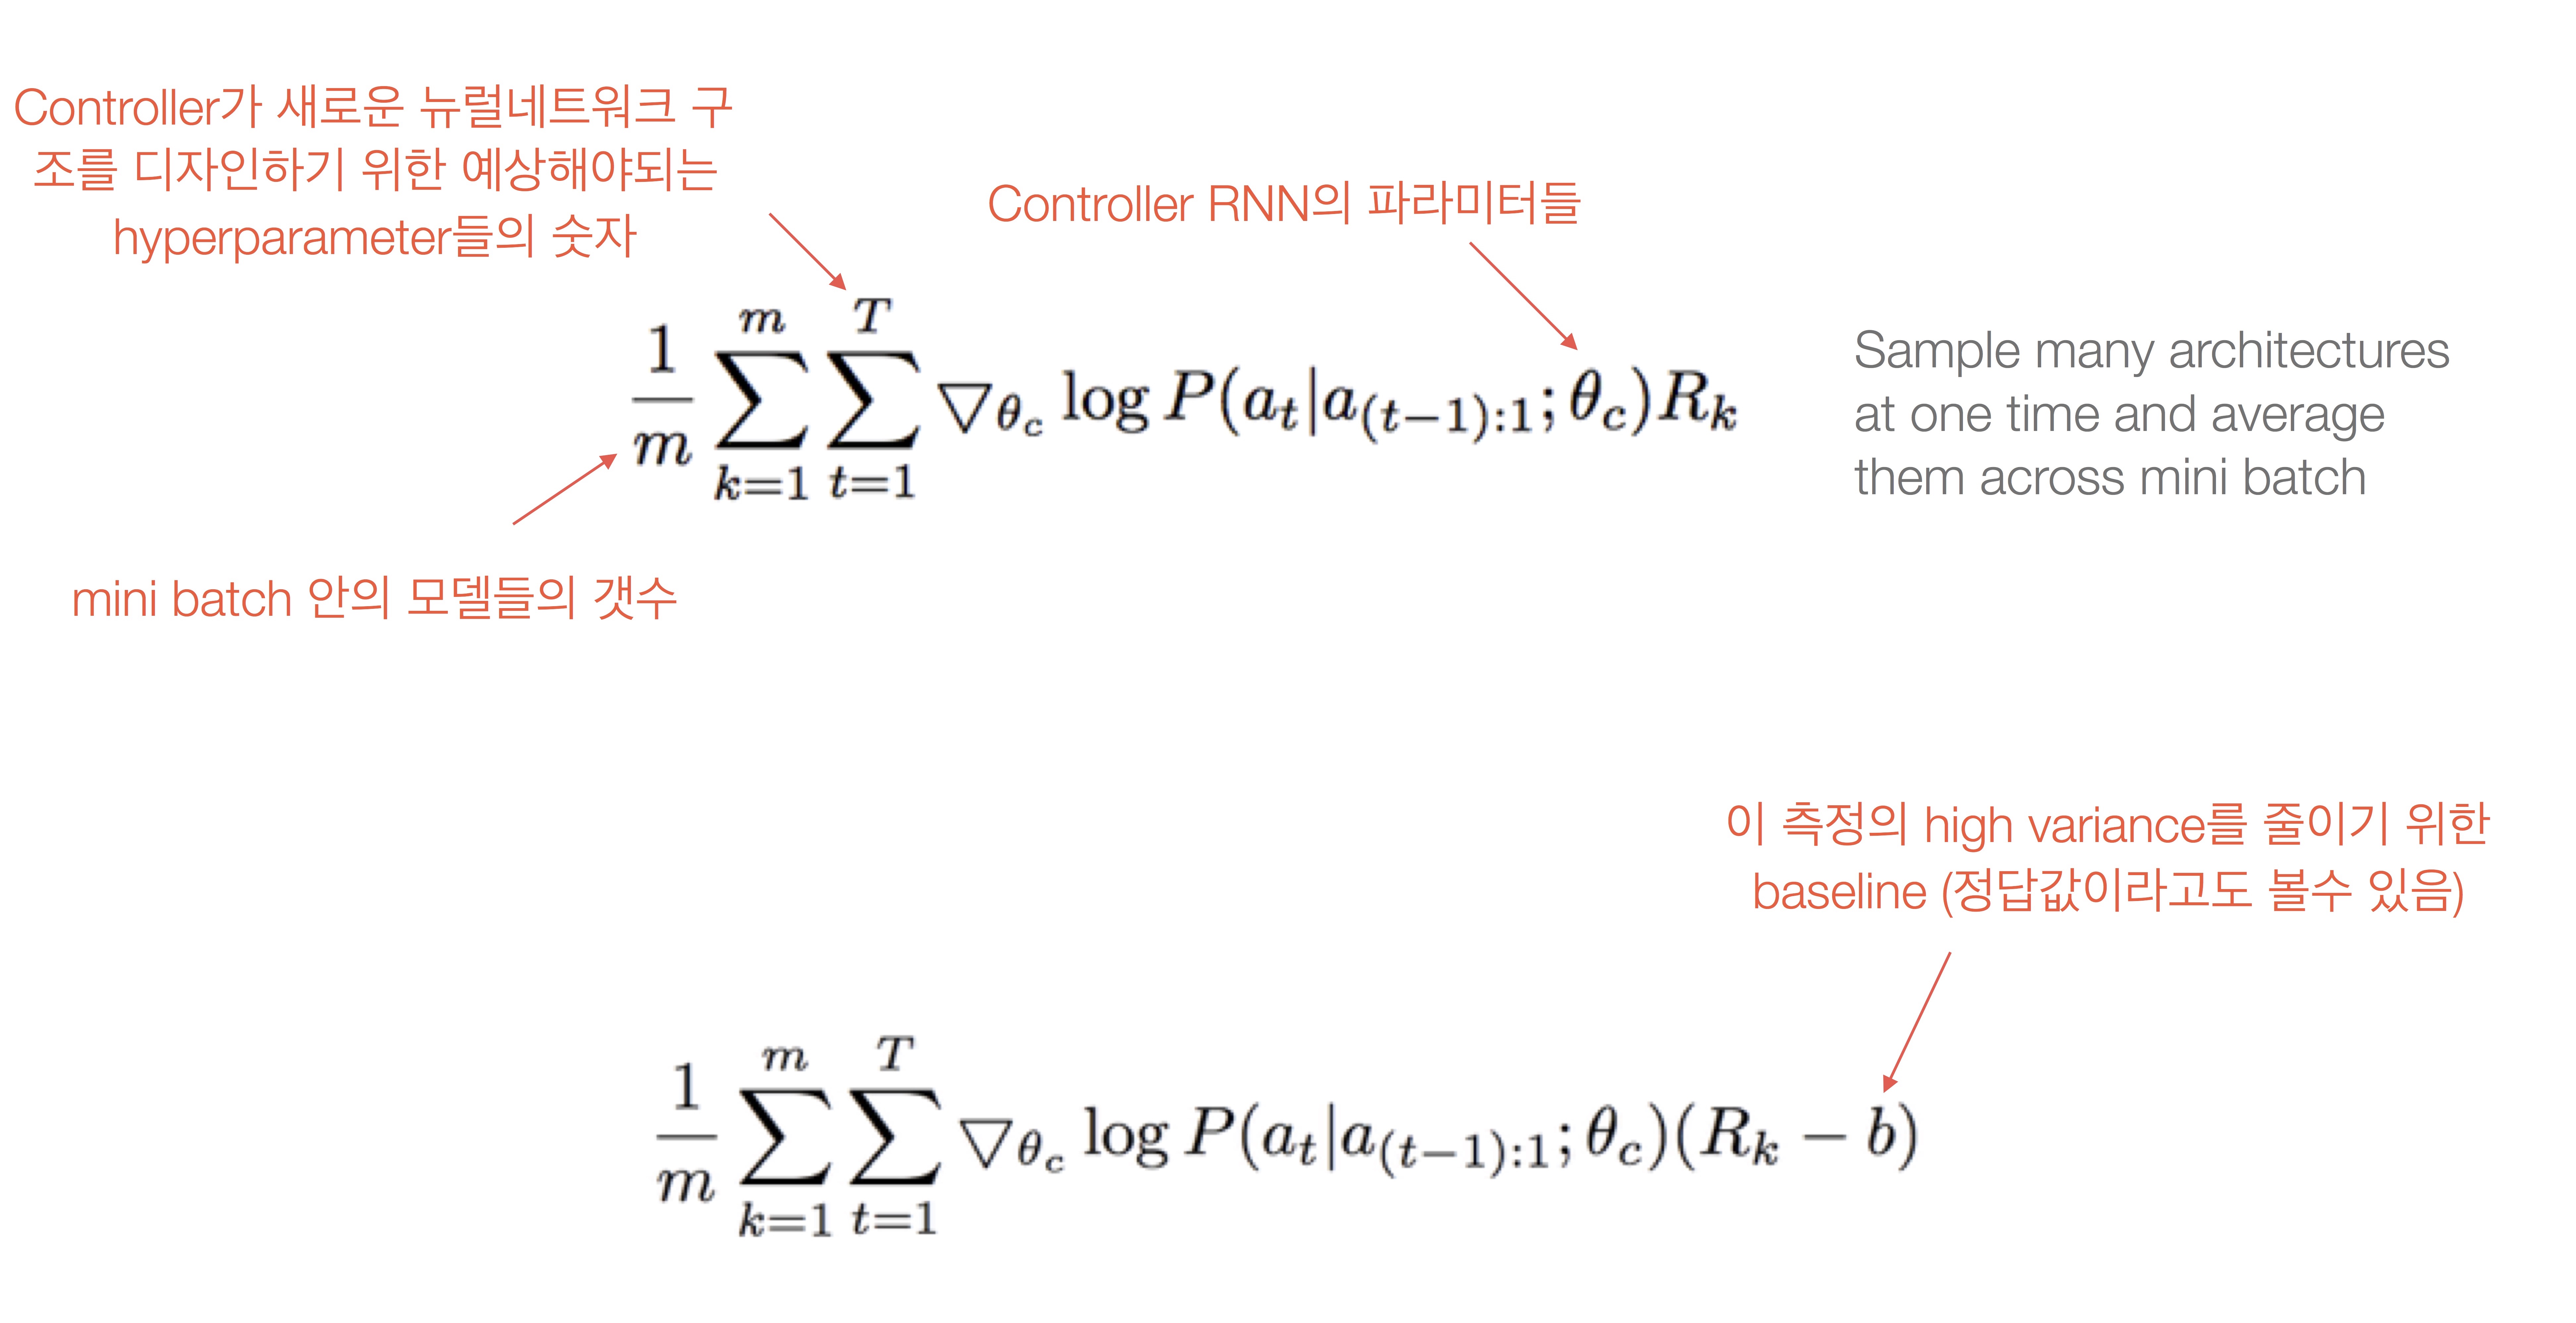 Controller가 새로운 뉴럴네트워크 구
조를 디자인하기 위한 예상해야되는
hyperparameter들의 숫자
Controller RNN의 파라미터들
$\frac{1}{m} \sum_{k=1}^{m} \sum_{t=1}^{T} \bigtriangledown_{\theta_c} \log P(a_t|a_{(t-1):1}; \theta_c) R_k$
Sample many architectures
at one time and average
them across mini batch
mini batch 안의 모델들의 갯수
이 측정의 high variance를 줄이기 위한
baseline (정답값이라고도 볼수 있음)
$\frac{1}{m} \sum_{k=1}^{m} \sum_{t=1}^{T} \bigtriangledown_{\theta_c} \log P(a_t|a_{(t-1):1}; \theta_c)(R_k - b)$